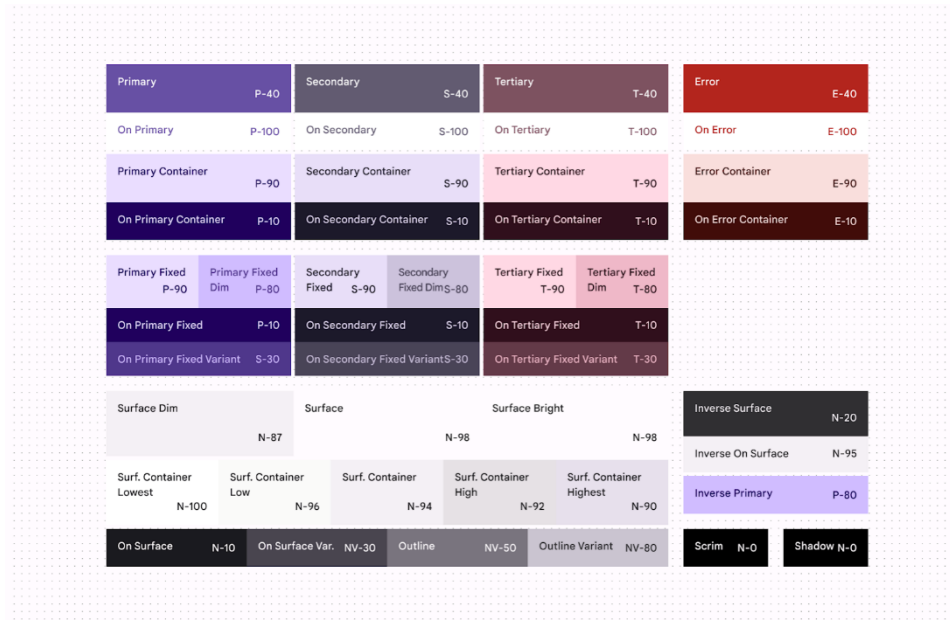 Primary
P-40
Secondary
S-40
Tertiary
T-40
Error
E-40
On Primary P-100
On Secondary S-100
On Tertiary T-100
On Error E-100
Primary Container
P-90
Secondary Container
S-90
Tertiary Container
T-90
Error Container
E-90
On Primary Container P-10
On Secondary Container S-10
On Tertiary Container T-10
On Error Container E-10
Primary Fixed
P-90
Primary Fixed
Dim P-80
Secondary
Fixed S-90
Secondary
Fixed Dim S-80
Tertiary Fixed
T-90
Tertiary Fixed
Dim T-80
On Primary Fixed P-10
On Secondary Fixed S-10
On Tertiary Fixed T-10
On Primary Fixed Variant S-30
On Secondary Fixed Variant S-30
On Tertiary Fixed Variant T-30
Surface Dim
N-87
Surface
N-98
Surface Bright
N-98
Inverse Surface
N-20
Inverse On Surface N-95
Surf. Container
Lowest
N-100
Surf. Container
Low
N-96
Surf. Container
N-94
Surf. Container
High
N-92
Surf. Container
Highest
N-90
Inverse Primary P-80
On Surface N-10
On Surface Var. NV-30
Outline NV-50
Outline Variant NV-80
Scrim N-0
Shadow N-0